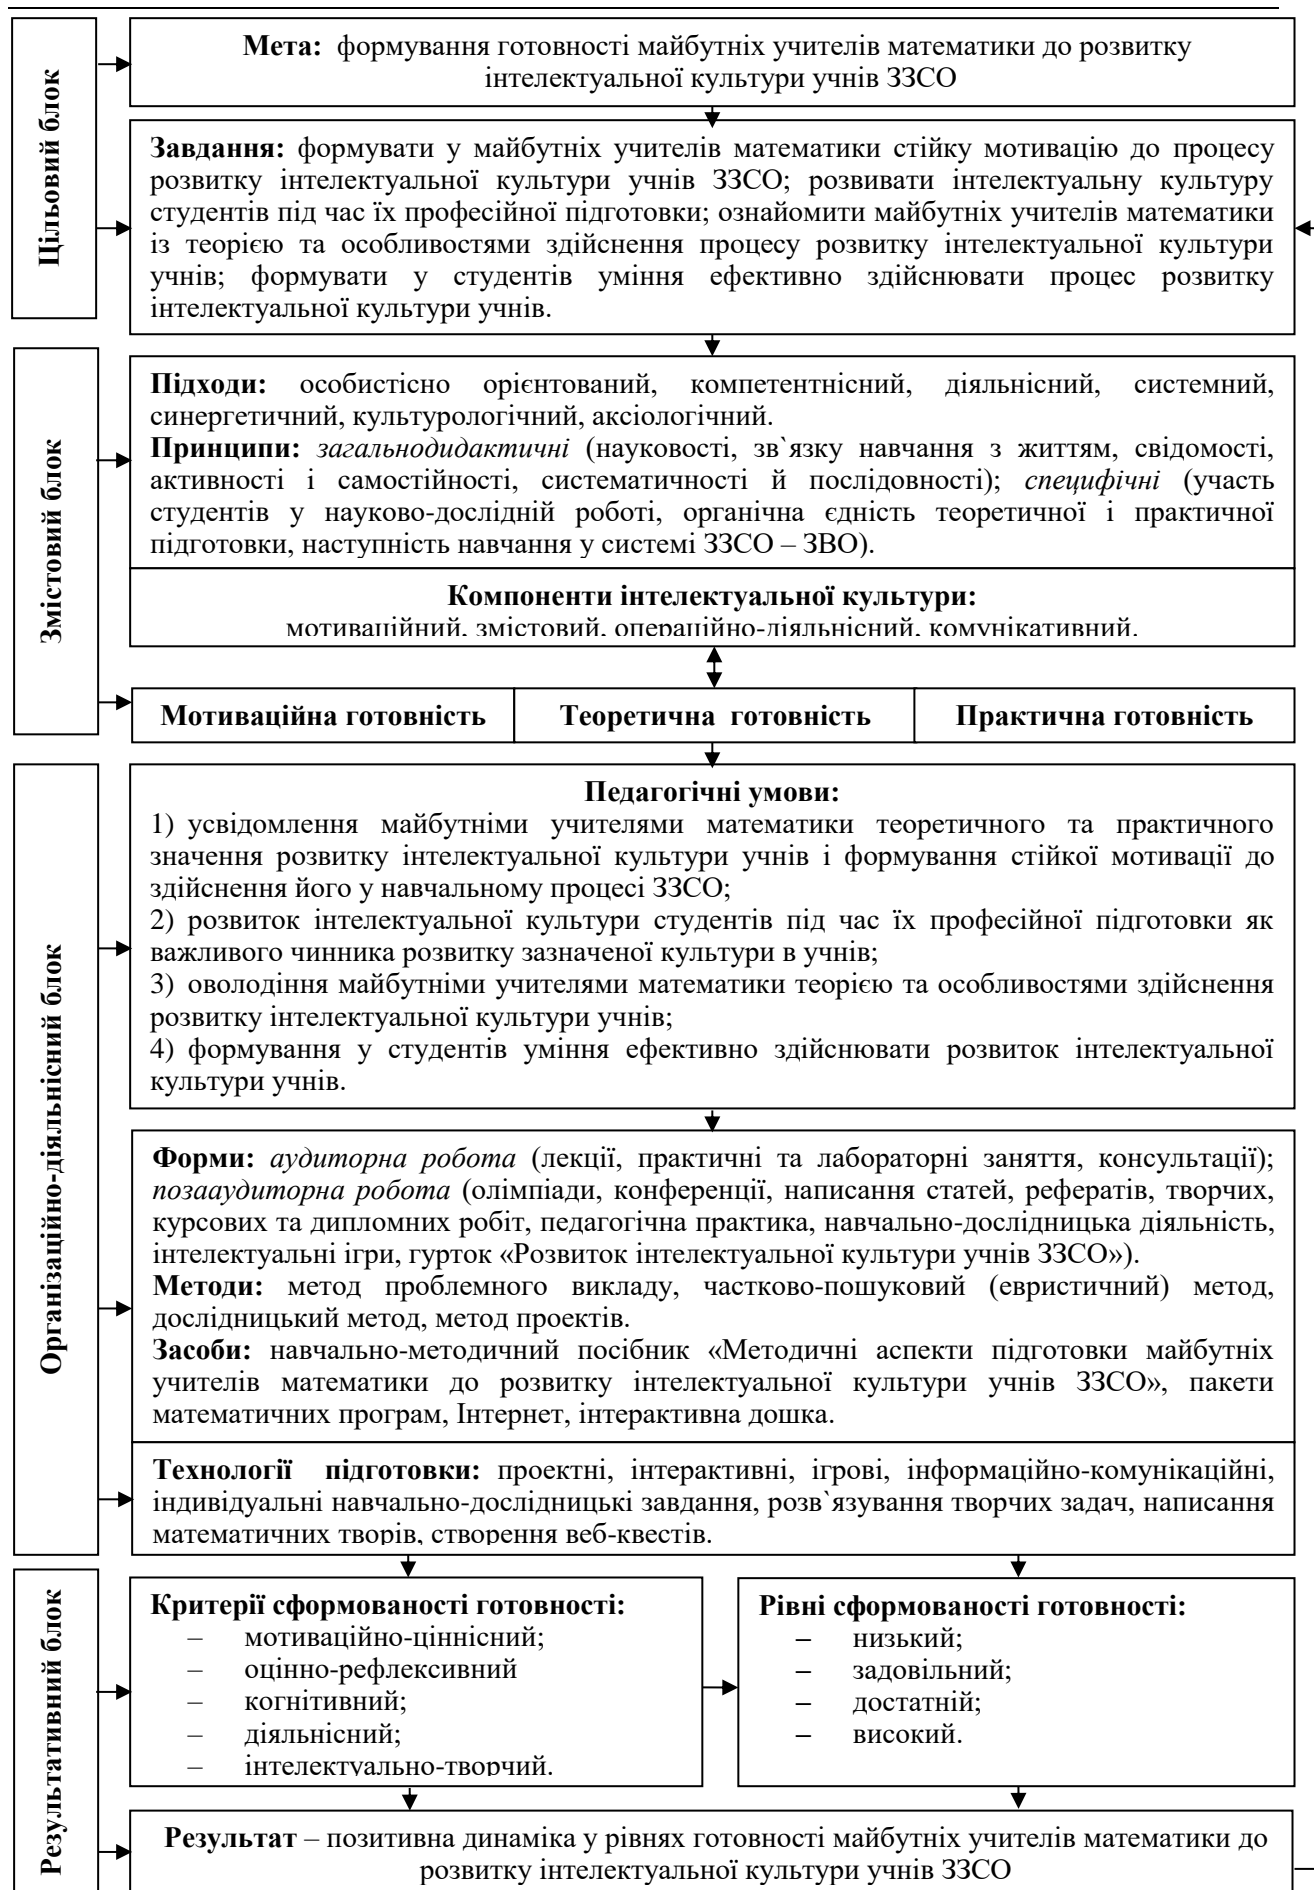 Цільовий блок
Мета: формування готовності майбутніх учителів математики до розвитку
інтелектуальної культури учнів ЗЗСО
Завдання: формувати у майбутніх учителів математики стійку мотивацію до процесу
розвитку інтелектуальної культури учнів ЗЗСО; розвивати інтелектуальну культуру
студентів під час їх професійної підготовки; ознайомити майбутніх учителів математики
із теорією та особливостями здійснення процесу розвитку інтелектуальної культури
учнів; формувати у студентів уміння ефективно здійснювати процес розвитку
інтелектуальної культури учнів.
Змістовий блок
Підходи: особистісно орієнтований, компетентнісний, діяльнісний, системний,
синергетичний, культурологічний, аксіологічний.
Принципи: загальнодидактичні (науковості, зв`язку навчання з життям, свідомості,
активності і самостійності, систематичності й послідовності); специфічні (участь
студентів у науково-дослідній роботі, органічна єдність теоретичної і практичної
підготовки, наступність навчання у системі ЗЗСО – ЗВО).
Компоненти інтелектуальної культури:
мотиваційний, змістовий, операційно-діяльнісний, комунікативний.
Мотиваційна готовність
Теоретична готовність
Практична готовність
Організаційно-діяльнісний блок
Педагогічні умови:
1) усвідомлення майбутніми учителями математики теоретичного та практичного
значення розвитку інтелектуальної культури учнів і формування стійкої мотивації до
здійснення його у навчальному процесі ЗЗСО;
2) розвиток інтелектуальної культури студентів під час їх професійної підготовки як
важливого чинника розвитку зазначеної культури в учнів;
3) оволодіння майбутніми учителями математики теорією та особливостями здійснення
розвитку інтелектуальної культури учнів;
4) формування у студентів уміння ефективно здійснювати розвиток інтелектуальної
культури учнів.
Форми: аудиторна робота (лекції, практичні та лабораторні заняття, консультації);
позааудиторна робота (олімпіади, конференції, написання статей, рефератів, творчих,
курсових та дипломних робіт, педагогічна практика, навчально-дослідницька діяльність,
інтелектуальні ігри, гурток «Розвиток інтелектуальної культури учнів ЗЗСО»).
Методи: метод проблемного викладу, частково-пошуковий (евристичний) метод,
дослідницький метод, метод проектів.
Засоби: навчально-методичний посібник «Методичні аспекти підготовки майбутніх
учителів математики до розвитку інтелектуальної культури учнів ЗЗСО», пакети
математичних програм, Інтернет, інтерактивна дошка.
Технології підготовки: проектні, інтерактивні, ігрові, інформаційно-комунікаційні,
індивідуальні навчально-дослідницькі завдання, розв`язування творчих задач, написання
математичних творів, створення веб-квестів.
Результативний блок
Критерії сформованості готовності:
– мотиваційно-ціннісний;
– оцінно-рефлексивний
– когнітивний;
– діяльнісний;
– інтелектуально-творчий.
Рівні сформованості готовності:
– низький;
– задовільний;
– достатній;
– високий.
Результат – позитивна динаміка у рівнях готовності майбутніх учителів математики до
розвитку інтелектуальної культури учнів ЗЗСО